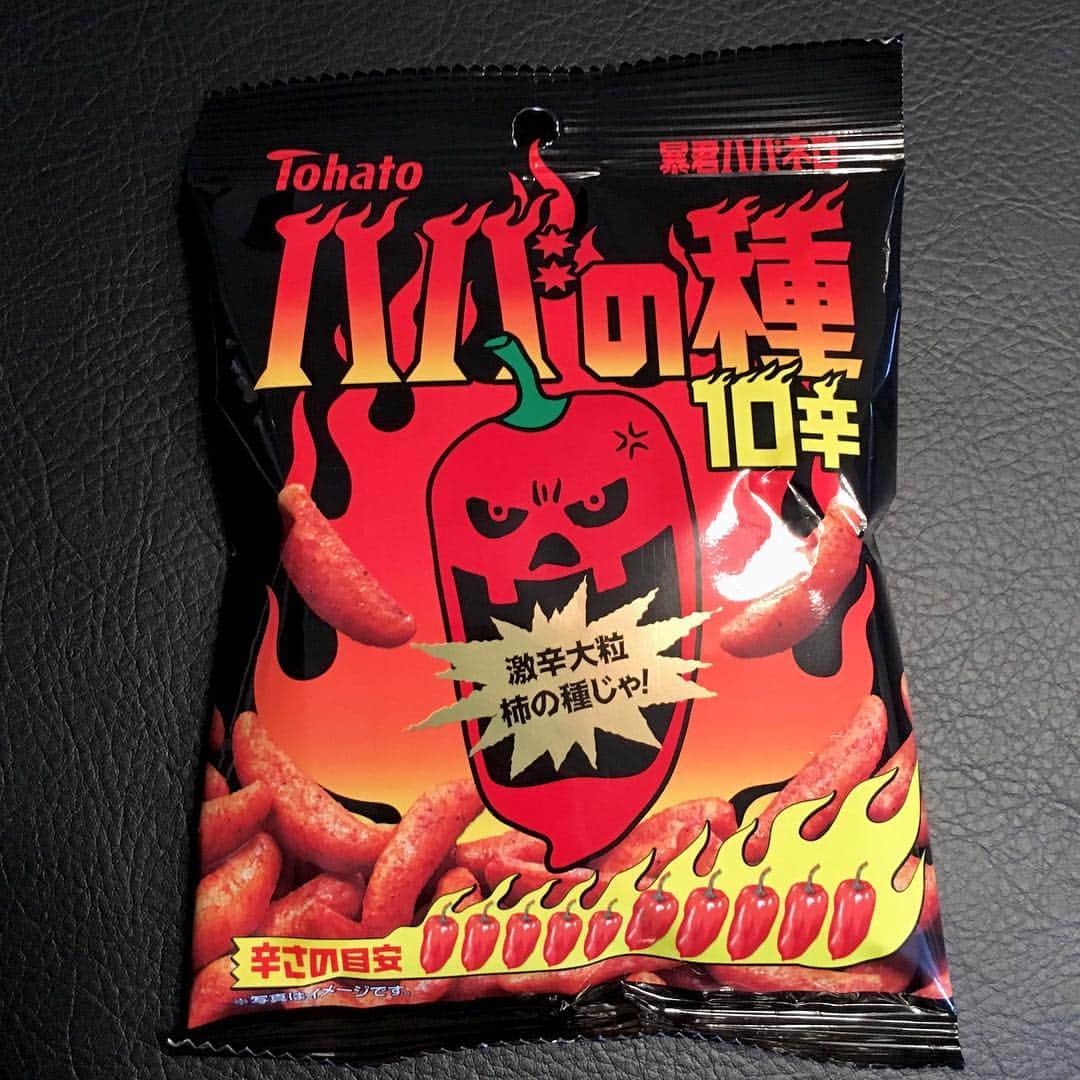 Tohato
暴君ハバネロ
ハバの種
10辛
激辛大粒
柿の種じゃ!
辛さの目安
※写真はイメージです。